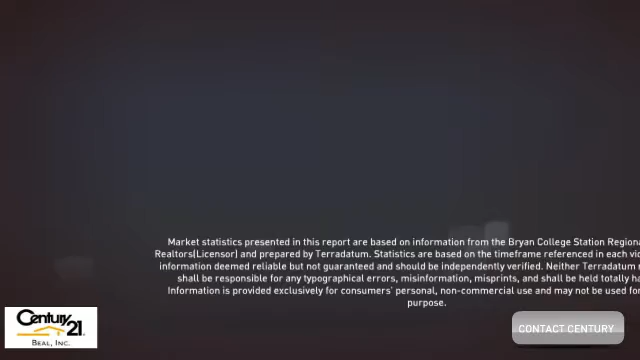 Market statistics presented in this report are based on information from the Bryan College Station Regiona
Realtors(Licensor) and prepared by Terradatum. Statistics are based on the timeframe referenced in each vi
information deemed reliable but not guaranteed and should be independently verified. Neither Terradatum
shall be responsible for any typographical errors, misinformation, misprints, and shall be held totally ha
Information is provided exclusively for consumers' personal, non-commercial use and may not be used for
purpose.
Century 21
BEAL, INC.
CONTACT CENTURY